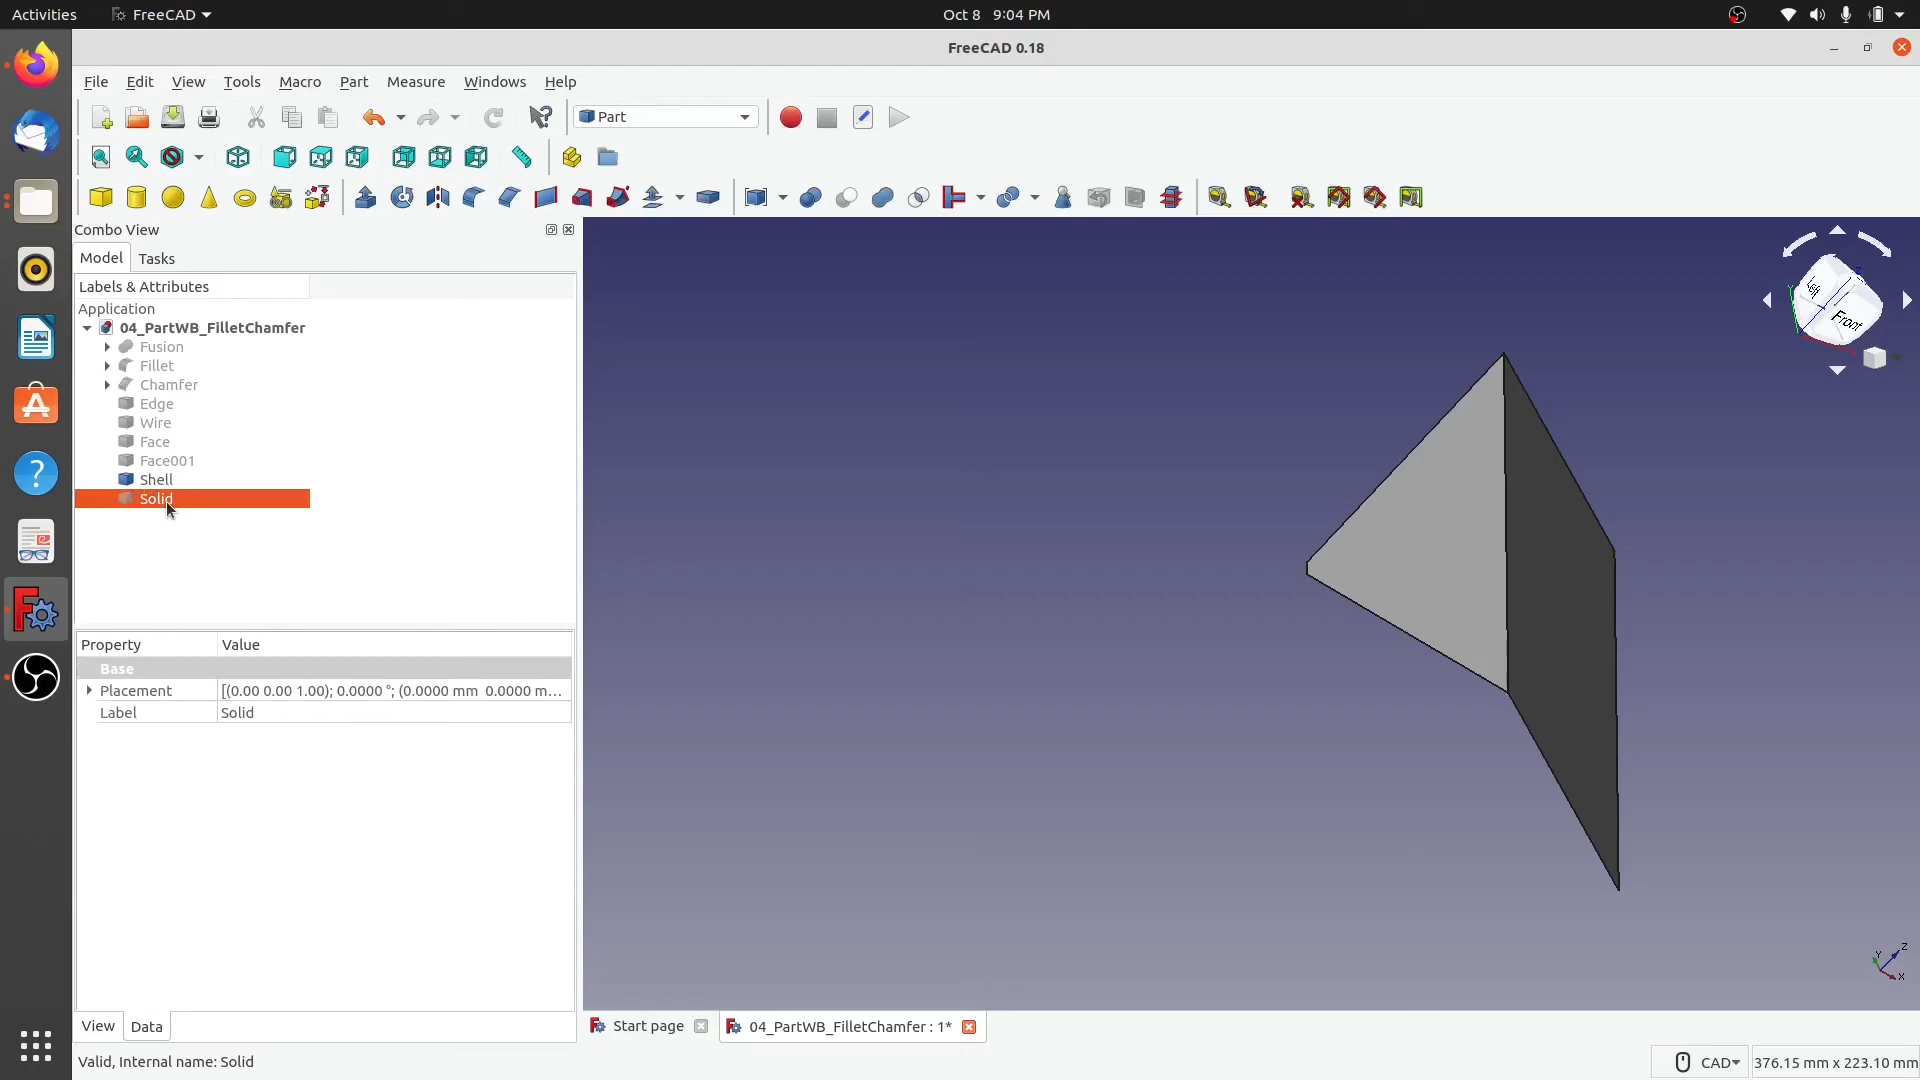 Activities FreeCAD Oct 8 9:04 PM
FreeCAD 0.18
File Edit View Tools Macro Part Measure Windows Help
Part
Combo View
Model Tasks
Labels & Attributes
Application
04_PartWB_FilletChamfer
Fusion
Fillet
Chamfer
Edge
Wire
Face
Face001
Shell
Solid
Property Value
Base
Placement [(0.00 0.00 1.00); 0.0000 °; (0.0000 mm 0.0000 m...
Label Solid
View Data
Start page 04_PartWB_FilletChamfer : 1*
Valid, Internal name: Solid CAD 376.15 mm x 223.10 mm
Left
Front
Z
Y
X